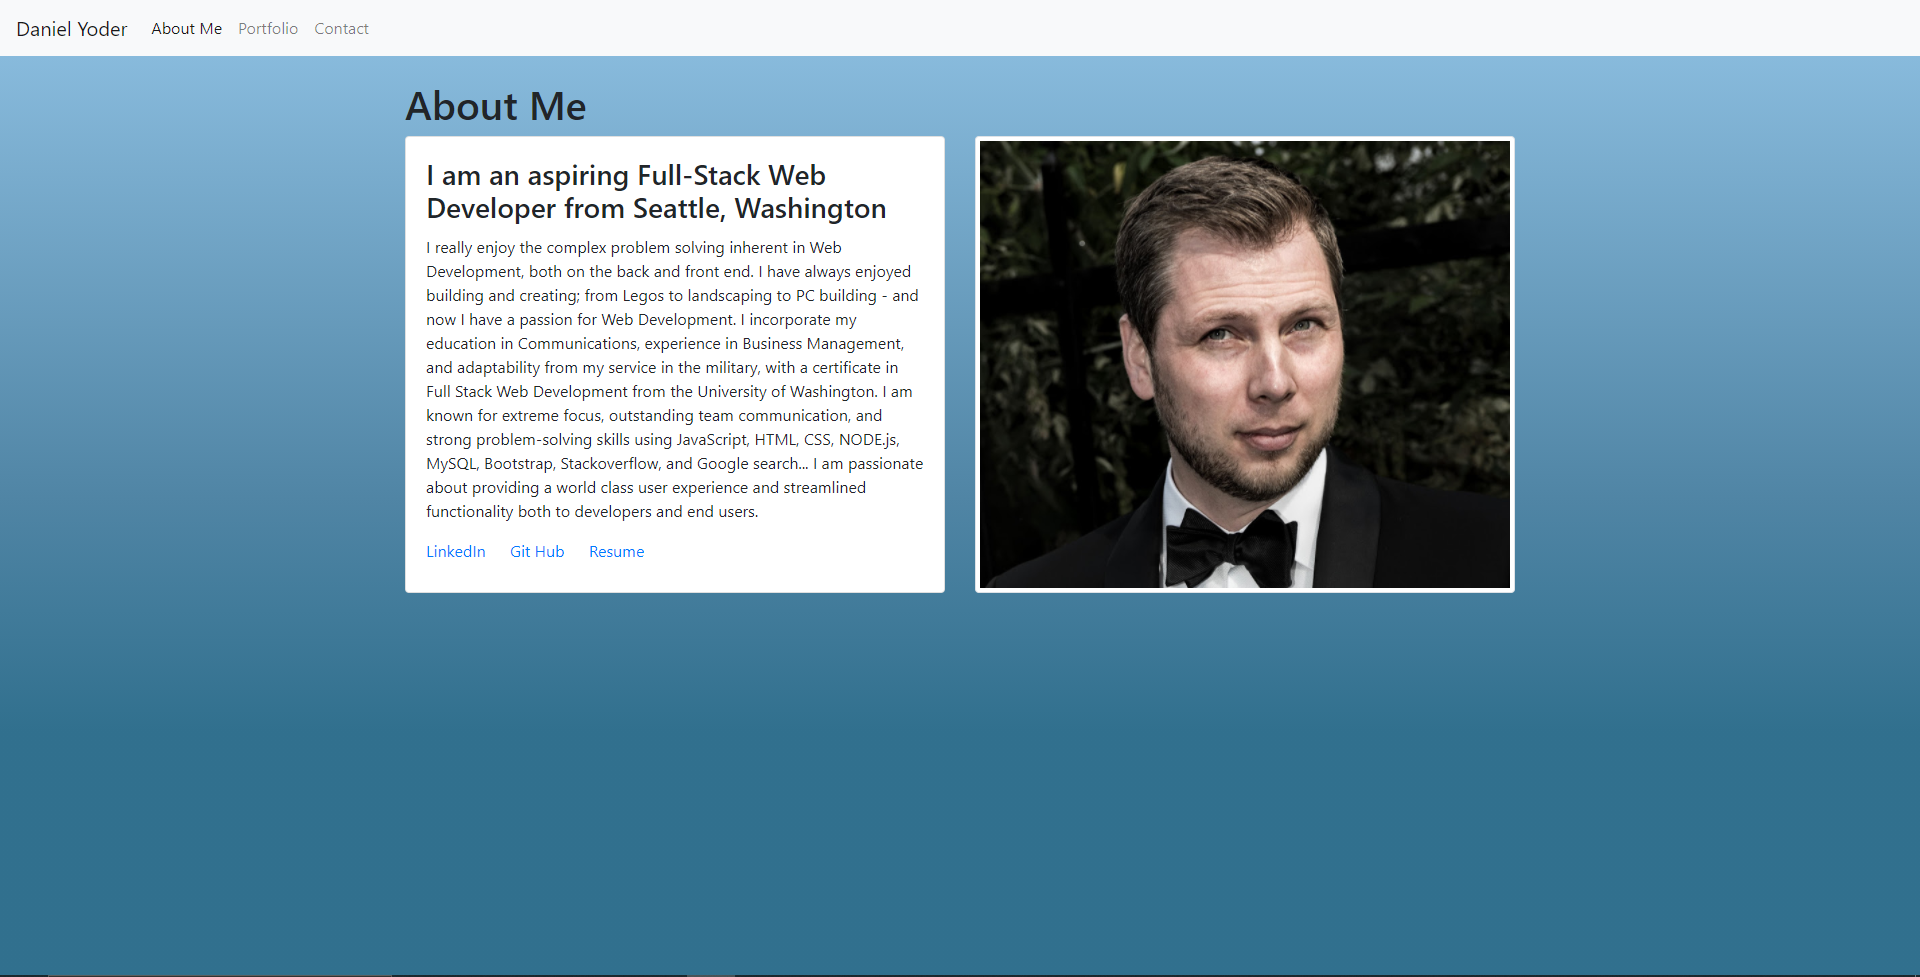 Daniel Yoder About Me Portfolio Contact
About Me
I am an aspiring Full-Stack Web
Developer from Seattle, Washington
I really enjoy the complex problem solving inherent in Web
Development, both on the back and front end. I have always enjoyed
building and creating; from Legos to landscaping to PC building - and
now I have a passion for Web Development. I incorporate my
education in Communications, experience in Business Management,
and adaptability from my service in the military, with a certificate in
Full Stack Web Development from the University of Washington. I am
known for extreme focus, outstanding team communication, and
strong problem-solving skills using JavaScript, HTML, CSS, NODE.js,
MySQL, Bootstrap, Stackoverflow, and Google search... I am passionate
about providing a world class user experience and streamlined
functionality both to developers and end users.
LinkedIn Git Hub Resume